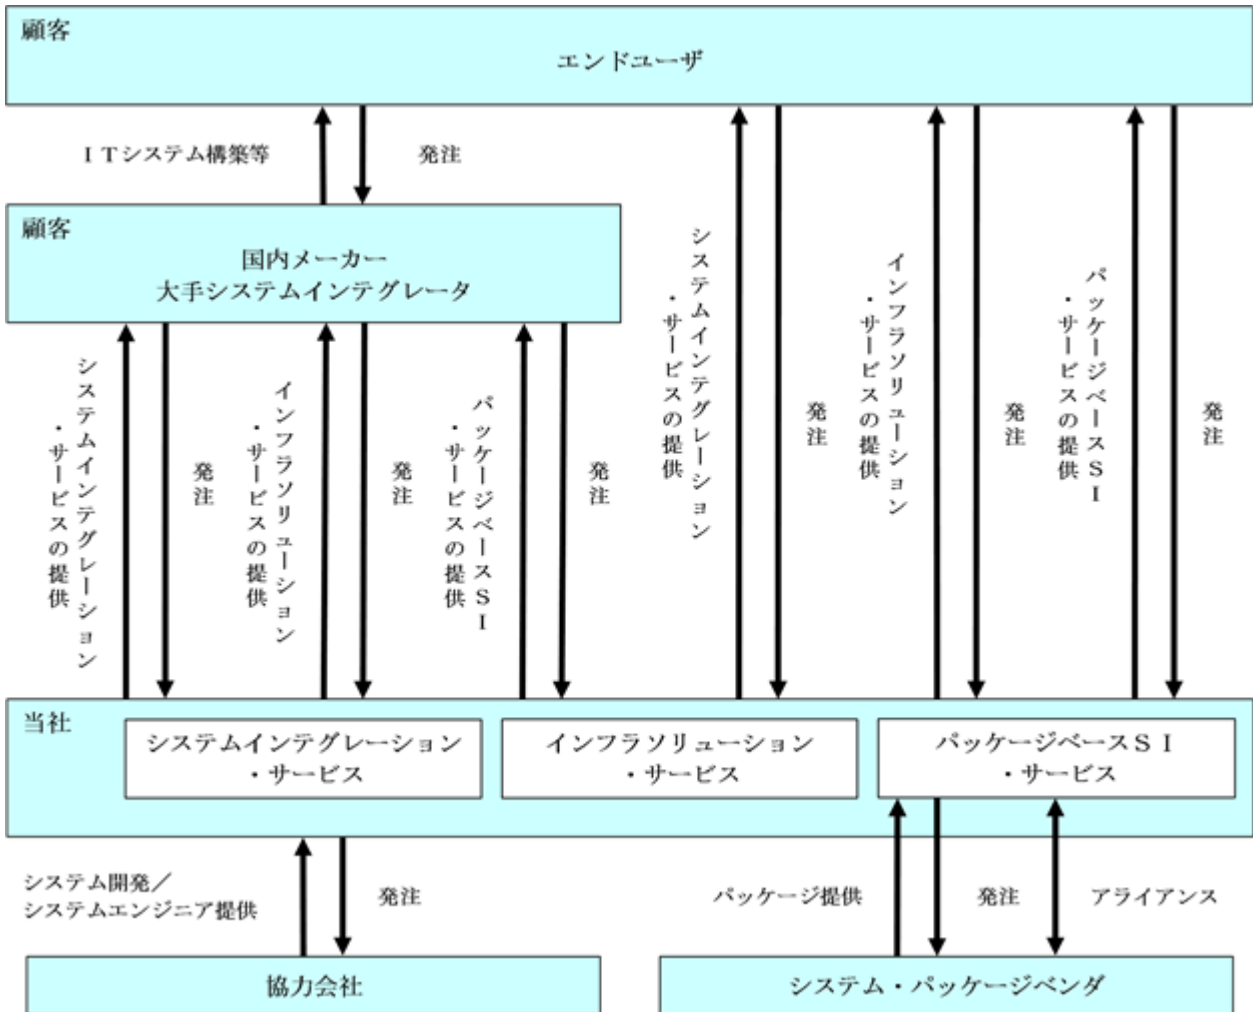 顧客
エンドユーザ
ＩＴシステム構築等
発注
顧客
国内メーカー
大手システムインテグレータ
システムインテグレーション
・サービスの提供
発注
インフラソリューション
・サービスの提供
発注
パッケージベースＳＩ
・サービスの提供
発注
システムインテグレーション
・サービスの提供
発注
インフラソリューション
・サービスの提供
発注
パッケージベースＳＩ
・サービスの提供
発注
当社
システムインテグレーション
・サービス
インフラソリューション
・サービス
パッケージベースＳＩ
・サービス
システム開発／
システムエンジニア提供
発注
パッケージ提供
発注
アライアンス
協力会社
システム・パッケージベンダ